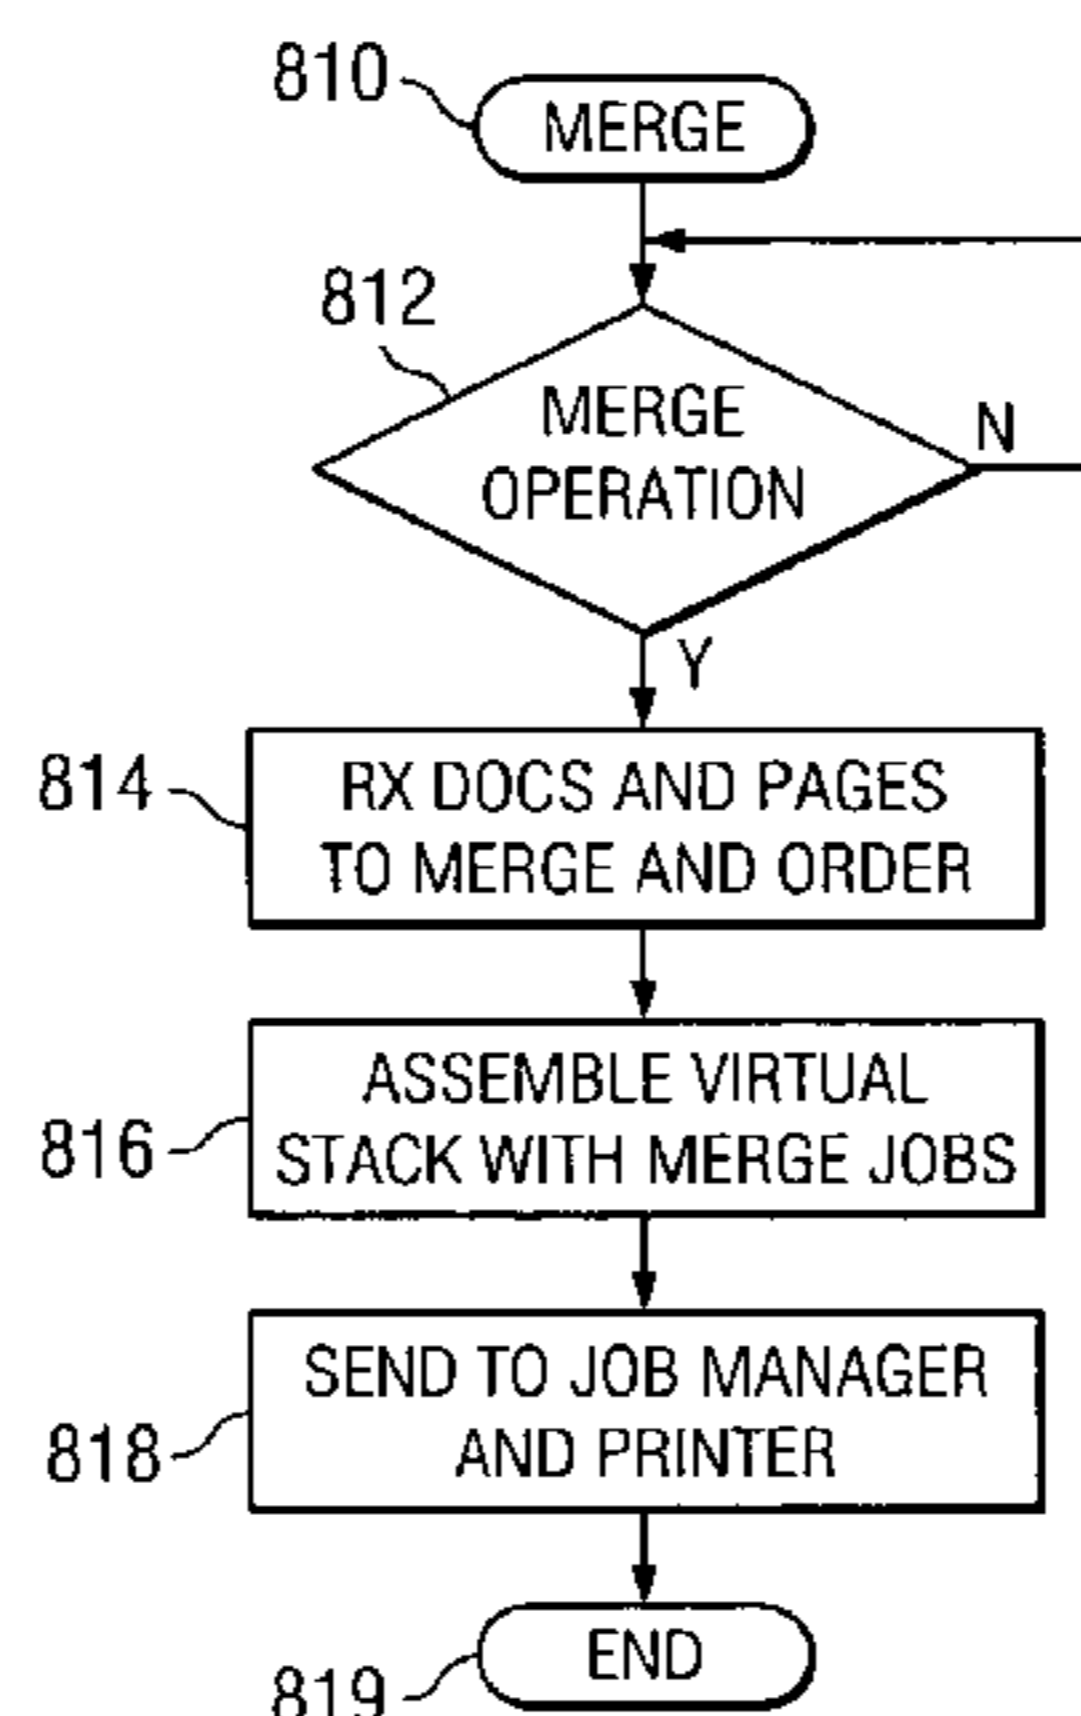 810
MERGE
812
MERGE
OPERATION
N
Y
814
RX DOCS AND PAGES
TO MERGE AND ORDER
816
ASSEMBLE VIRTUAL
STACK WITH MERGE JOBS
818
SEND TO JOB MANAGER
AND PRINTER
819
END